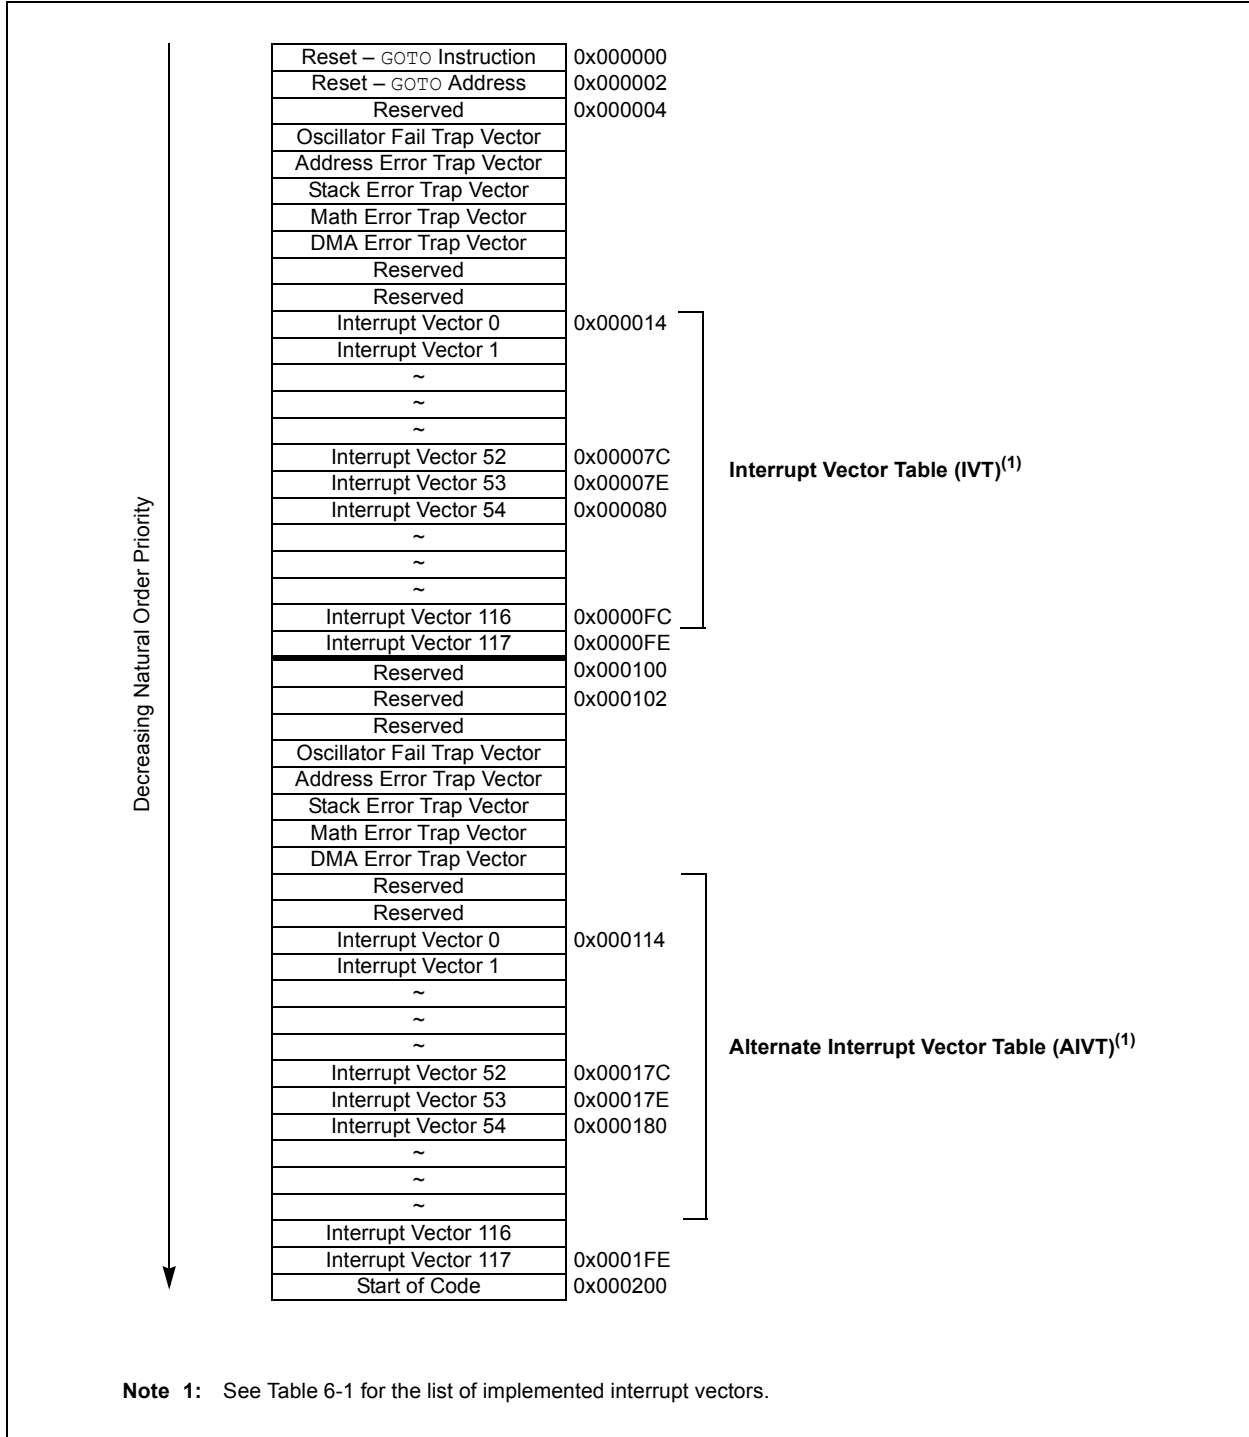 Reset – GOTO Instruction 0x000000
Reset – GOTO Address 0x000002
Reserved 0x000004
Oscillator Fail Trap Vector
Address Error Trap Vector
Stack Error Trap Vector
Math Error Trap Vector
DMA Error Trap Vector
Reserved
Reserved
Interrupt Vector 0 0x000014
Interrupt Vector 1
~
~
~
Interrupt Vector 52 0x00007C
Interrupt Vector 53 0x00007E
Interrupt Vector 54 0x000080
~
~
~
Interrupt Vector 116 0x0000FC
Interrupt Vector 117 0x0000FE
Interrupt Vector Table (IVT)(1)
Decreasing Natural Order Priority
Reserved 0x000100
Reserved 0x000102
Reserved
Oscillator Fail Trap Vector
Address Error Trap Vector
Stack Error Trap Vector
Math Error Trap Vector
DMA Error Trap Vector
Reserved
Reserved
Interrupt Vector 0 0x000114
Interrupt Vector 1
~
~
~
Interrupt Vector 52 0x00017C
Interrupt Vector 53 0x00017E
Interrupt Vector 54 0x000180
~
~
~
Interrupt Vector 116
Interrupt Vector 117 0x0001FE
Start of Code 0x000200
Alternate Interrupt Vector Table (AIVT)(1)
Note 1: See Table 6-1 for the list of implemented interrupt vectors.